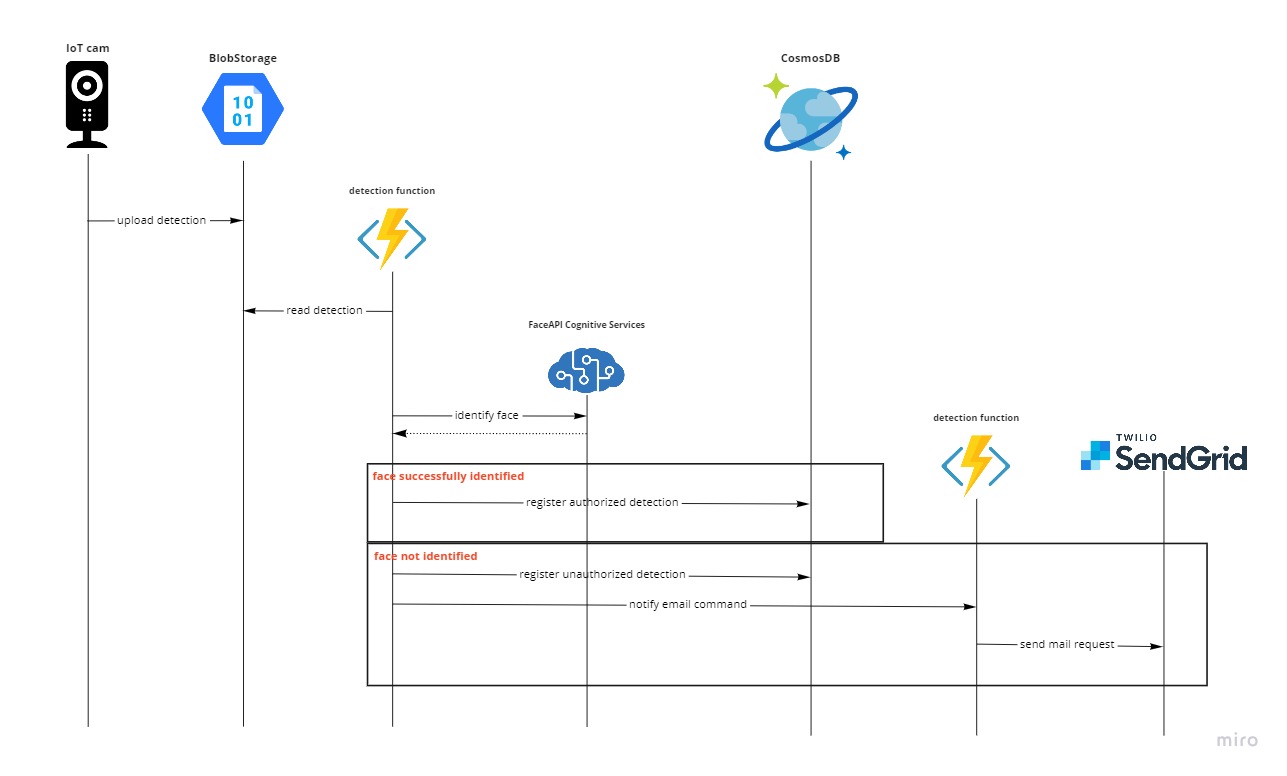 IoT cam
BlobStorage
CosmosDB
10
01
detection function
upload detection
read detection
FaceAPI Cognitive Services
identify face
detection function
TWILIO
SendGrid
face successfully identified
register authorized detection
face not identified
register unauthorized detection
notify email command
send mail request
miro